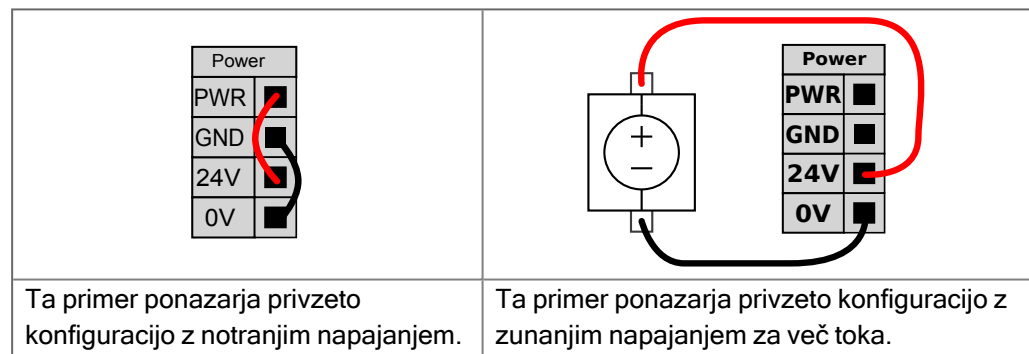 Power
PWR
GND
24V
0V
Power
PWR
GND
24V
0V
Ta primer ponazarja privzeto
konfiguracijo z notranjim napajanjem.
Ta primer ponazarja privzeto konfiguracijo z
zunanjim napajanjem za več toka.